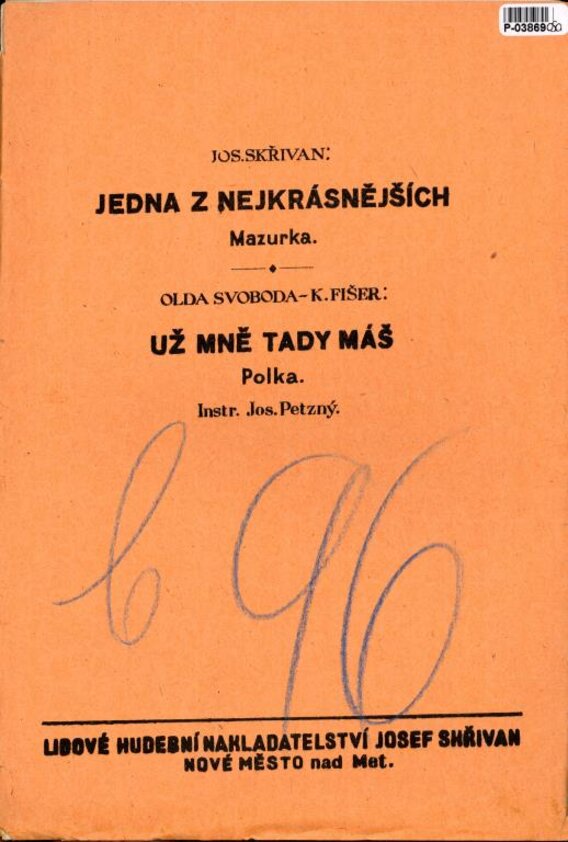 P-03869
JOS. SKŘIVAN:
JEDNA Z NEJKRÁSNĚJŠÍCH
Mazurka.
OLDA SVOBODA - K. FIŠER:
UŽ MNĚ TADY MÁŠ
Polka.
Instr. Jos. Petzný.
b 96
LIDOVÉ HUDEBNÍ NAKLADATELSTVÍ JOSEF SKŘIVAN
NOVÉ MĚSTO nad Met.